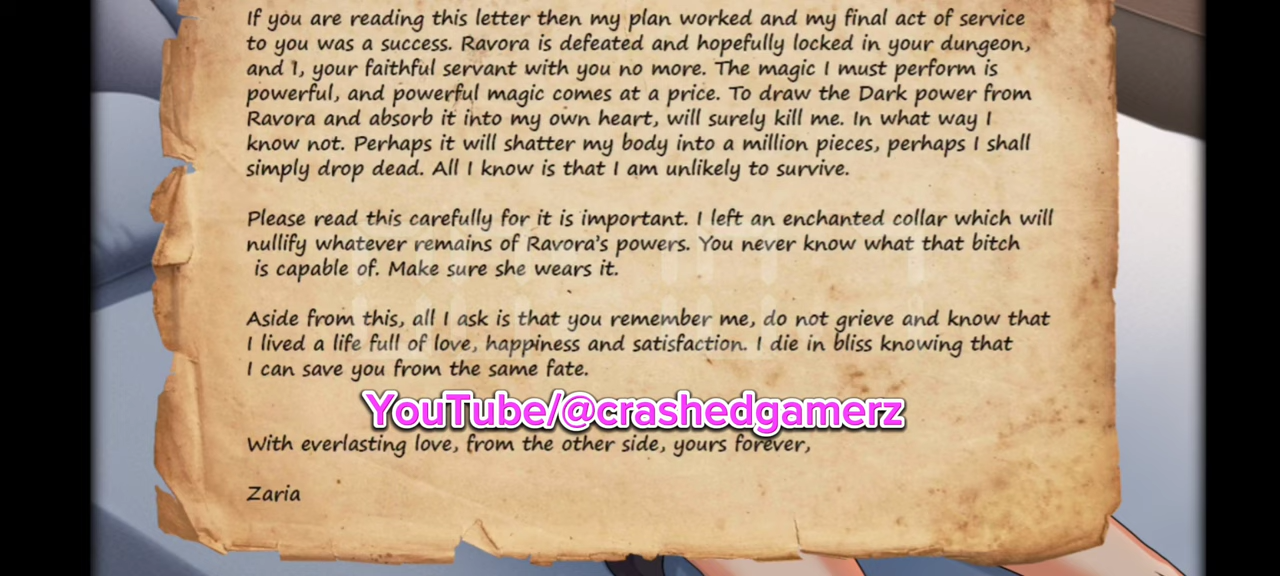 If you are reading this letter then my plan worked and my final act of service
to you was a success. Ravora is defeated and hopefully locked in your dungeon,
and I, your faithful servant with you no more. The magic I must perform is
powerful, and powerful magic comes at a price. To draw the Dark power from
Ravora and absorb it into my own heart, will surely kill me. In what way I
know not. Perhaps it will shatter my body into a million pieces, perhaps I shall
simply drop dead. All I know is that I am unlikely to survive.
Please read this carefully for it is important. I left an enchanted collar which will
nullify whatever remains of Ravora's powers. You never know what that bitch
is capable of. Make sure she wears it.
Aside from this, all I ask is that you remember me, do not grieve and know that
I lived a life full of love, happiness and satisfaction. I die in bliss knowing that
I can save you from the same fate.
YouTube/@crashedgamerz
With everlasting love, from the other side, yours forever,
Zaria